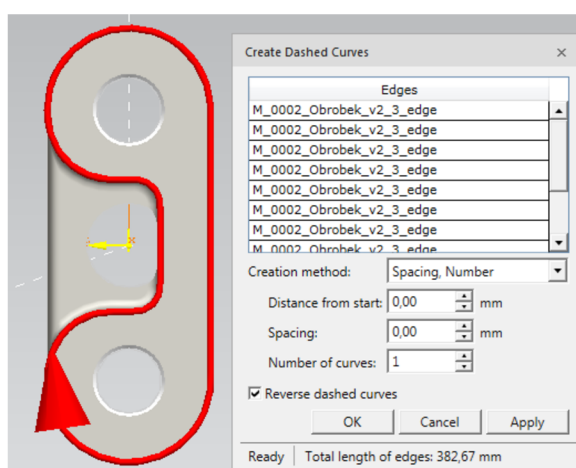 Create Dashed Curves
Edges
M_0002_Obrobek_v2_3_edge
M_0002_Obrobek_v2_3_edge
M_0002_Obrobek_v2_3_edge
M_0002_Obrobek_v2_3_edge
M_0002_Obrobek_v2_3_edge
M_0002_Obrobek_v2_3_edge
M_0002_Obrobek_v2_3_edge
M_0002_Obrobek_v2_3_edge
Creation method: Spacing, Number
Distance from start: 0,00 mm
Spacing: 0,00 mm
Number of curves: 1
Reverse dashed curves
OK Cancel Apply
Ready Total length of edges: 382,67 mm